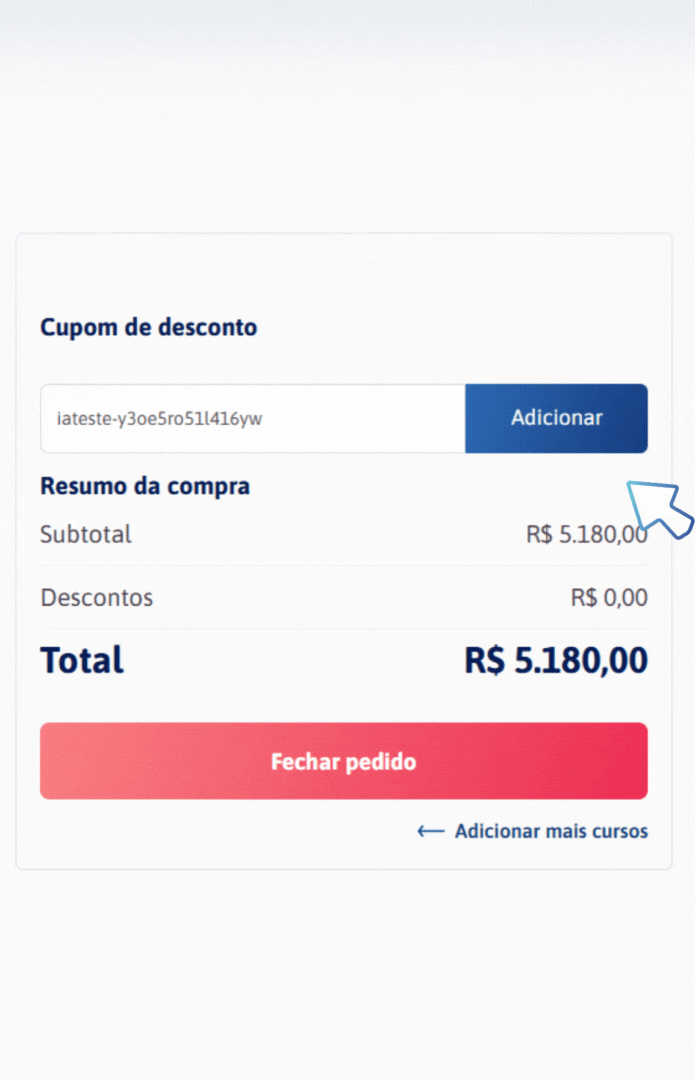 Cupom de desconto
iateste-y3oe5ro51l416yw
Adicionar
Resumo da compra
Subtotal R$ 5.180,00
Descontos R$ 0,00
Total R$ 5.180,00
Fechar pedido
← Adicionar mais cursos